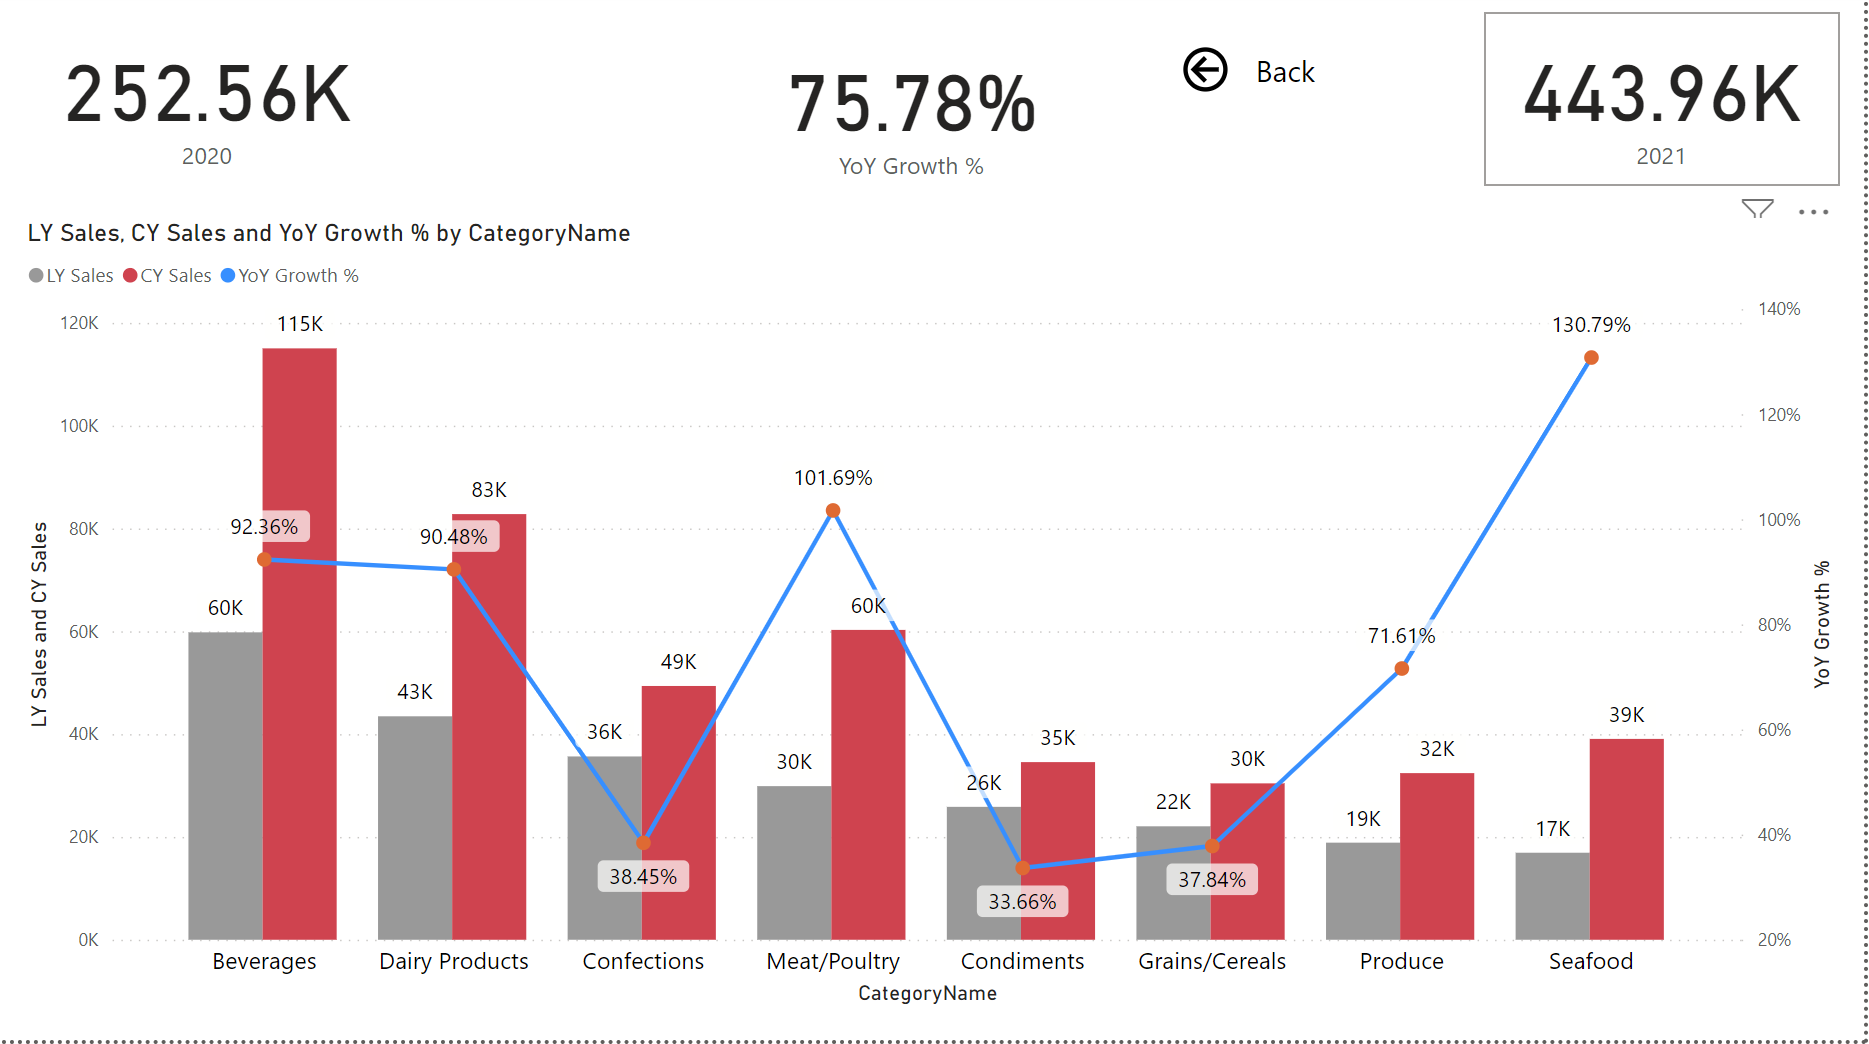 252.56K
2020
75.78%
YoY Growth %
Back
443.96K
2021
LY Sales, CY Sales and YoY Growth % by CategoryName
LY Sales CY Sales YoY Growth %
120K
100K
80K
60K
40K
20K
0K
LY Sales and CY Sales
140%
120%
100%
80%
60%
40%
20%
YoY Growth %
60K
115K
92.36%
43K
83K
90.48%
36K
49K
38.45%
30K
60K
101.69%
26K
35K
33.66%
22K
30K
37.84%
19K
32K
71.61%
17K
39K
130.79%
Beverages
Dairy Products
Confections
Meat/Poultry
Condiments
Grains/Cereals
Produce
Seafood
CategoryName